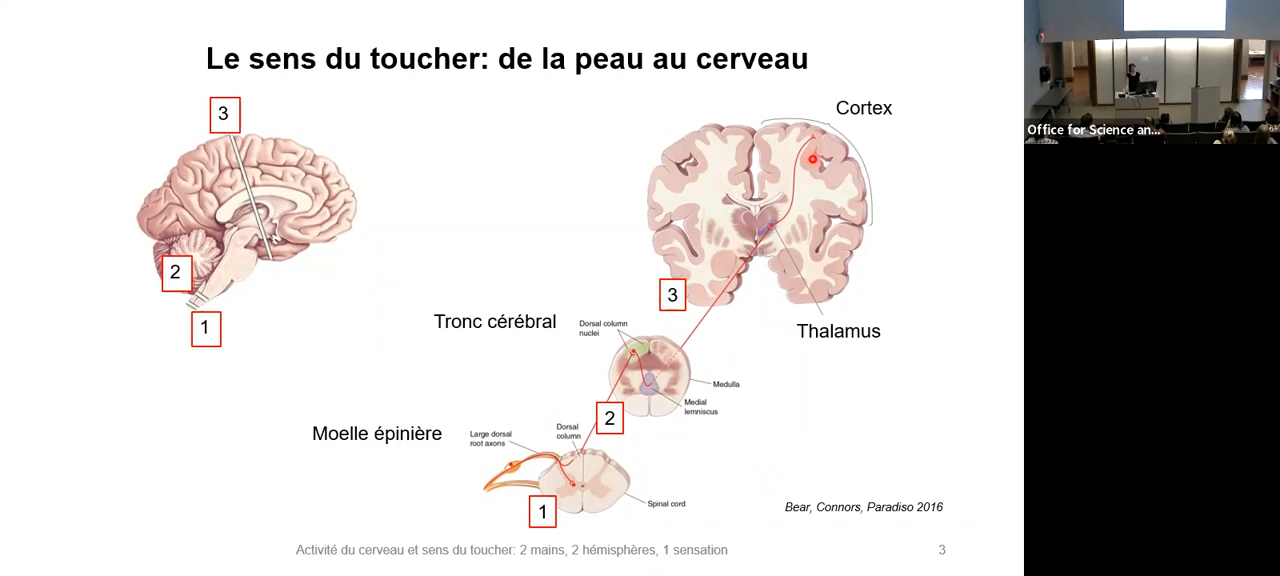 Le sens du toucher: de la peau au cerveau
3
2
1
Cortex
3
Thalamus
Tronc cérébral
Dorsal column
nuclei
Medulla
Medial
lemniscus
2
Moelle épinière
Large dorsal
root axons
Dorsal
column
Spinal cord
1
Bear, Connors, Paradiso 2016
Activité du cerveau et sens du toucher: 2 mains, 2 hémisphères, 1 sensation
3
Office for Science an...